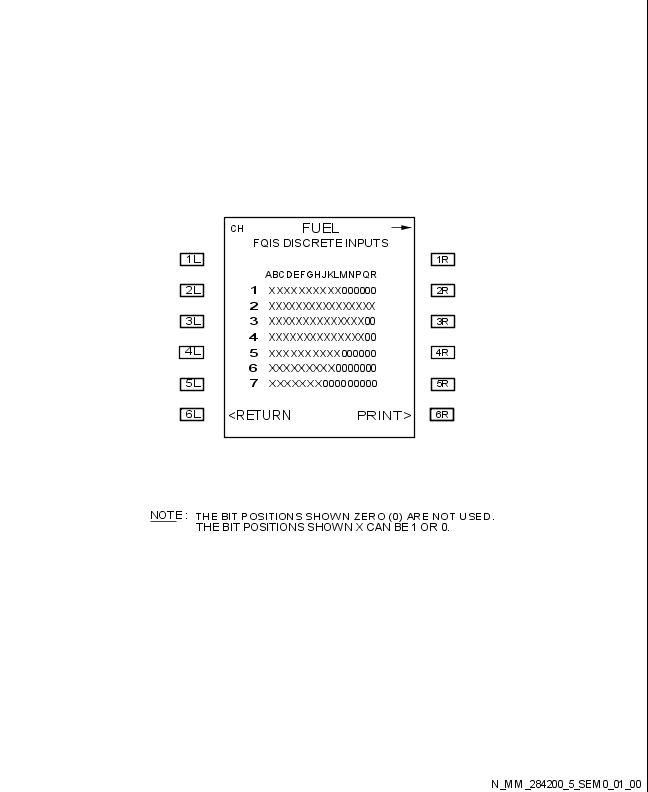 CH FUEL
FQIS DISCRETE INPUTS
1L 1R
ABCDEFGHJKLMNPQR
2L 1 XXXXXXXXXX000000 2R
2 XXXXXXXXXXXXXXXX
3L 3 XXXXXXXXXXXXXX00 3R
4 XXXXXXXXXXXXXX00
4L 5 XXXXXXXXXX000000 4R
6 XXXXXXXXX0000000
5L 7 XXXXXXX000000000 5R
6L <RETURN PRINT> 6R
NOTE: THE BIT POSITIONS SHOWN ZERO (0) ARE NOT USED.
THE BIT POSITIONS SHOWN X CAN BE 1 OR 0.
N_MM_284200_5_SEM0_01_00